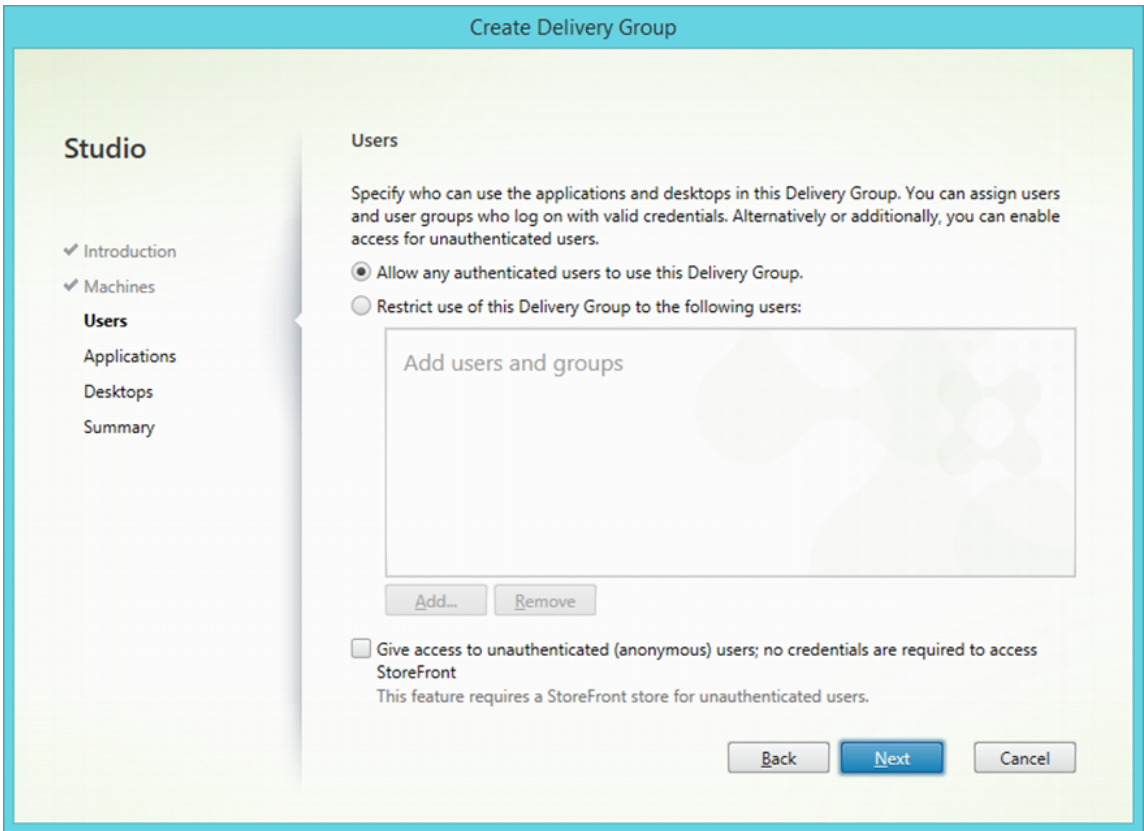 Create Delivery Group
Studio
Introduction
Machines
Users
Applications
Desktops
Summary
Users
Specify who can use the applications and desktops in this Delivery Group. You can assign users
and user groups who log on with valid credentials. Alternatively or additionally, you can enable
access for unauthenticated users.
Allow any authenticated users to use this Delivery Group.
Restrict use of this Delivery Group to the following users:
Add users and groups
Add...
Remove
Give access to unauthenticated (anonymous) users; no credentials are required to access
StoreFront
This feature requires a StoreFront store for unauthenticated users.
Back
Next
Cancel